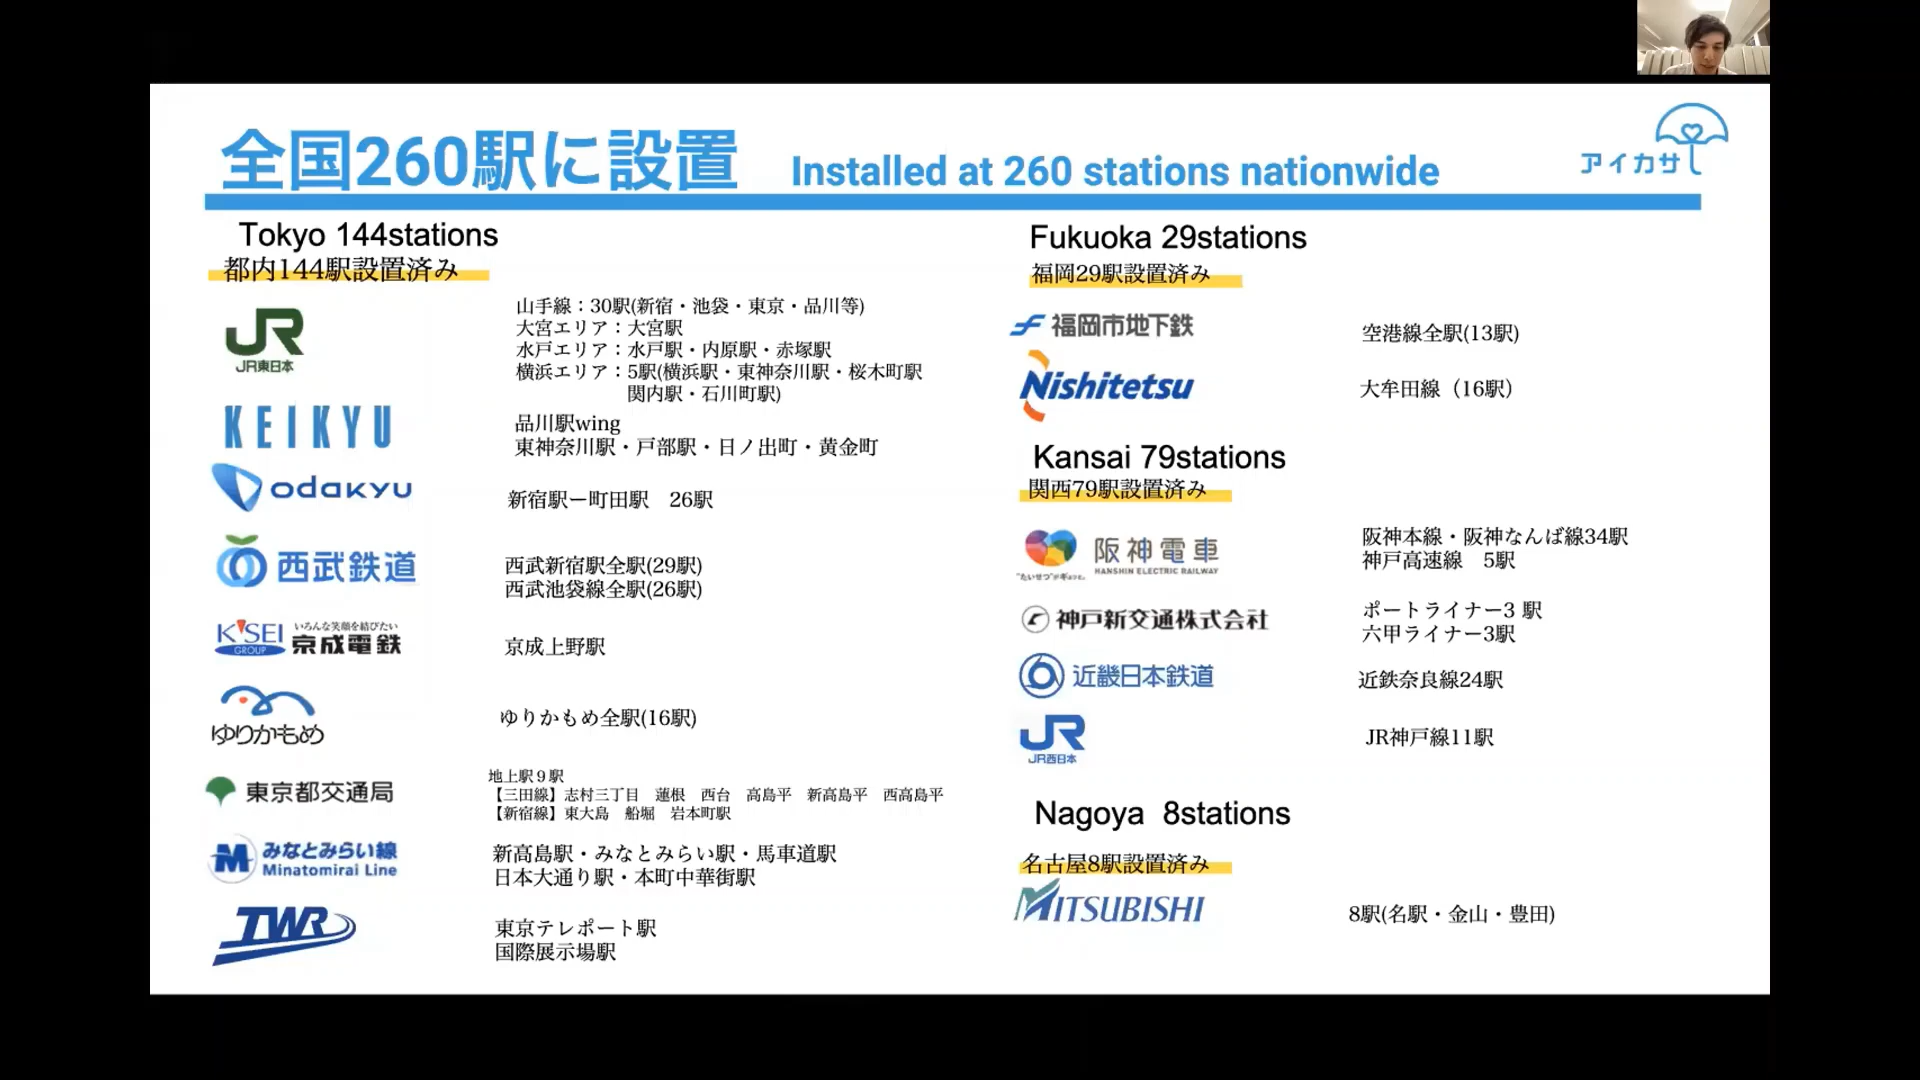 全国260駅に設置 Installed at 260 stations nationwide
アイカサ
Tokyo 144stations
都内144駅設置済み
JR
JR東日本
山手線：30駅(新宿・池袋・東京・品川等)
大宮エリア：大宮駅
水戸エリア：水戸駅・内原駅・赤塚駅
横浜エリア：5駅(横浜駅・東神奈川駅・桜木町駅
関内駅・石川町駅)
KEIKYU
品川駅wing
東神奈川駅・戸部駅・日ノ出町・黄金町
odakyu
新宿駅ー町田駅　26駅
西武鉄道
西武新宿駅全駅(29駅)
西武池袋線全駅(26駅)
KSEI GROUP
いろんな笑顔を結びたい
京成電鉄
京成上野駅
ゆりかもめ
ゆりかもめ全駅(16駅)
東京都交通局
地上駅９駅
【三田線】志村三丁目　蓮根　西台　高島平　新高島平　西高島平
【新宿線】東大島　船堀　岩本町駅
みなとみらい線
Minatomirai Line
新高島駅・みなとみらい駅・馬車道駅
日本大通り駅・本町中華街駅
TWR
東京テレポート駅
国際展示場駅
Fukuoka 29stations
福岡29駅設置済み
福岡市地下鉄
空港線全駅(13駅)
Nishitetsu
大牟田線（16駅）
Kansai 79stations
関西79駅設置済み
阪神電車
HANSHIN ELECTRIC RAILWAY
阪神本線・阪神なんば線34駅
神戸高速線　5駅
神戸新交通株式会社
ポートライナー3 駅
六甲ライナー3駅
近畿日本鉄道
近鉄奈良線24駅
JR
JR西日本
JR神戸線11駅
Nagoya 8stations
名古屋8駅設置済み
MITSUBISHI
8駅(名駅・金山・豊田)